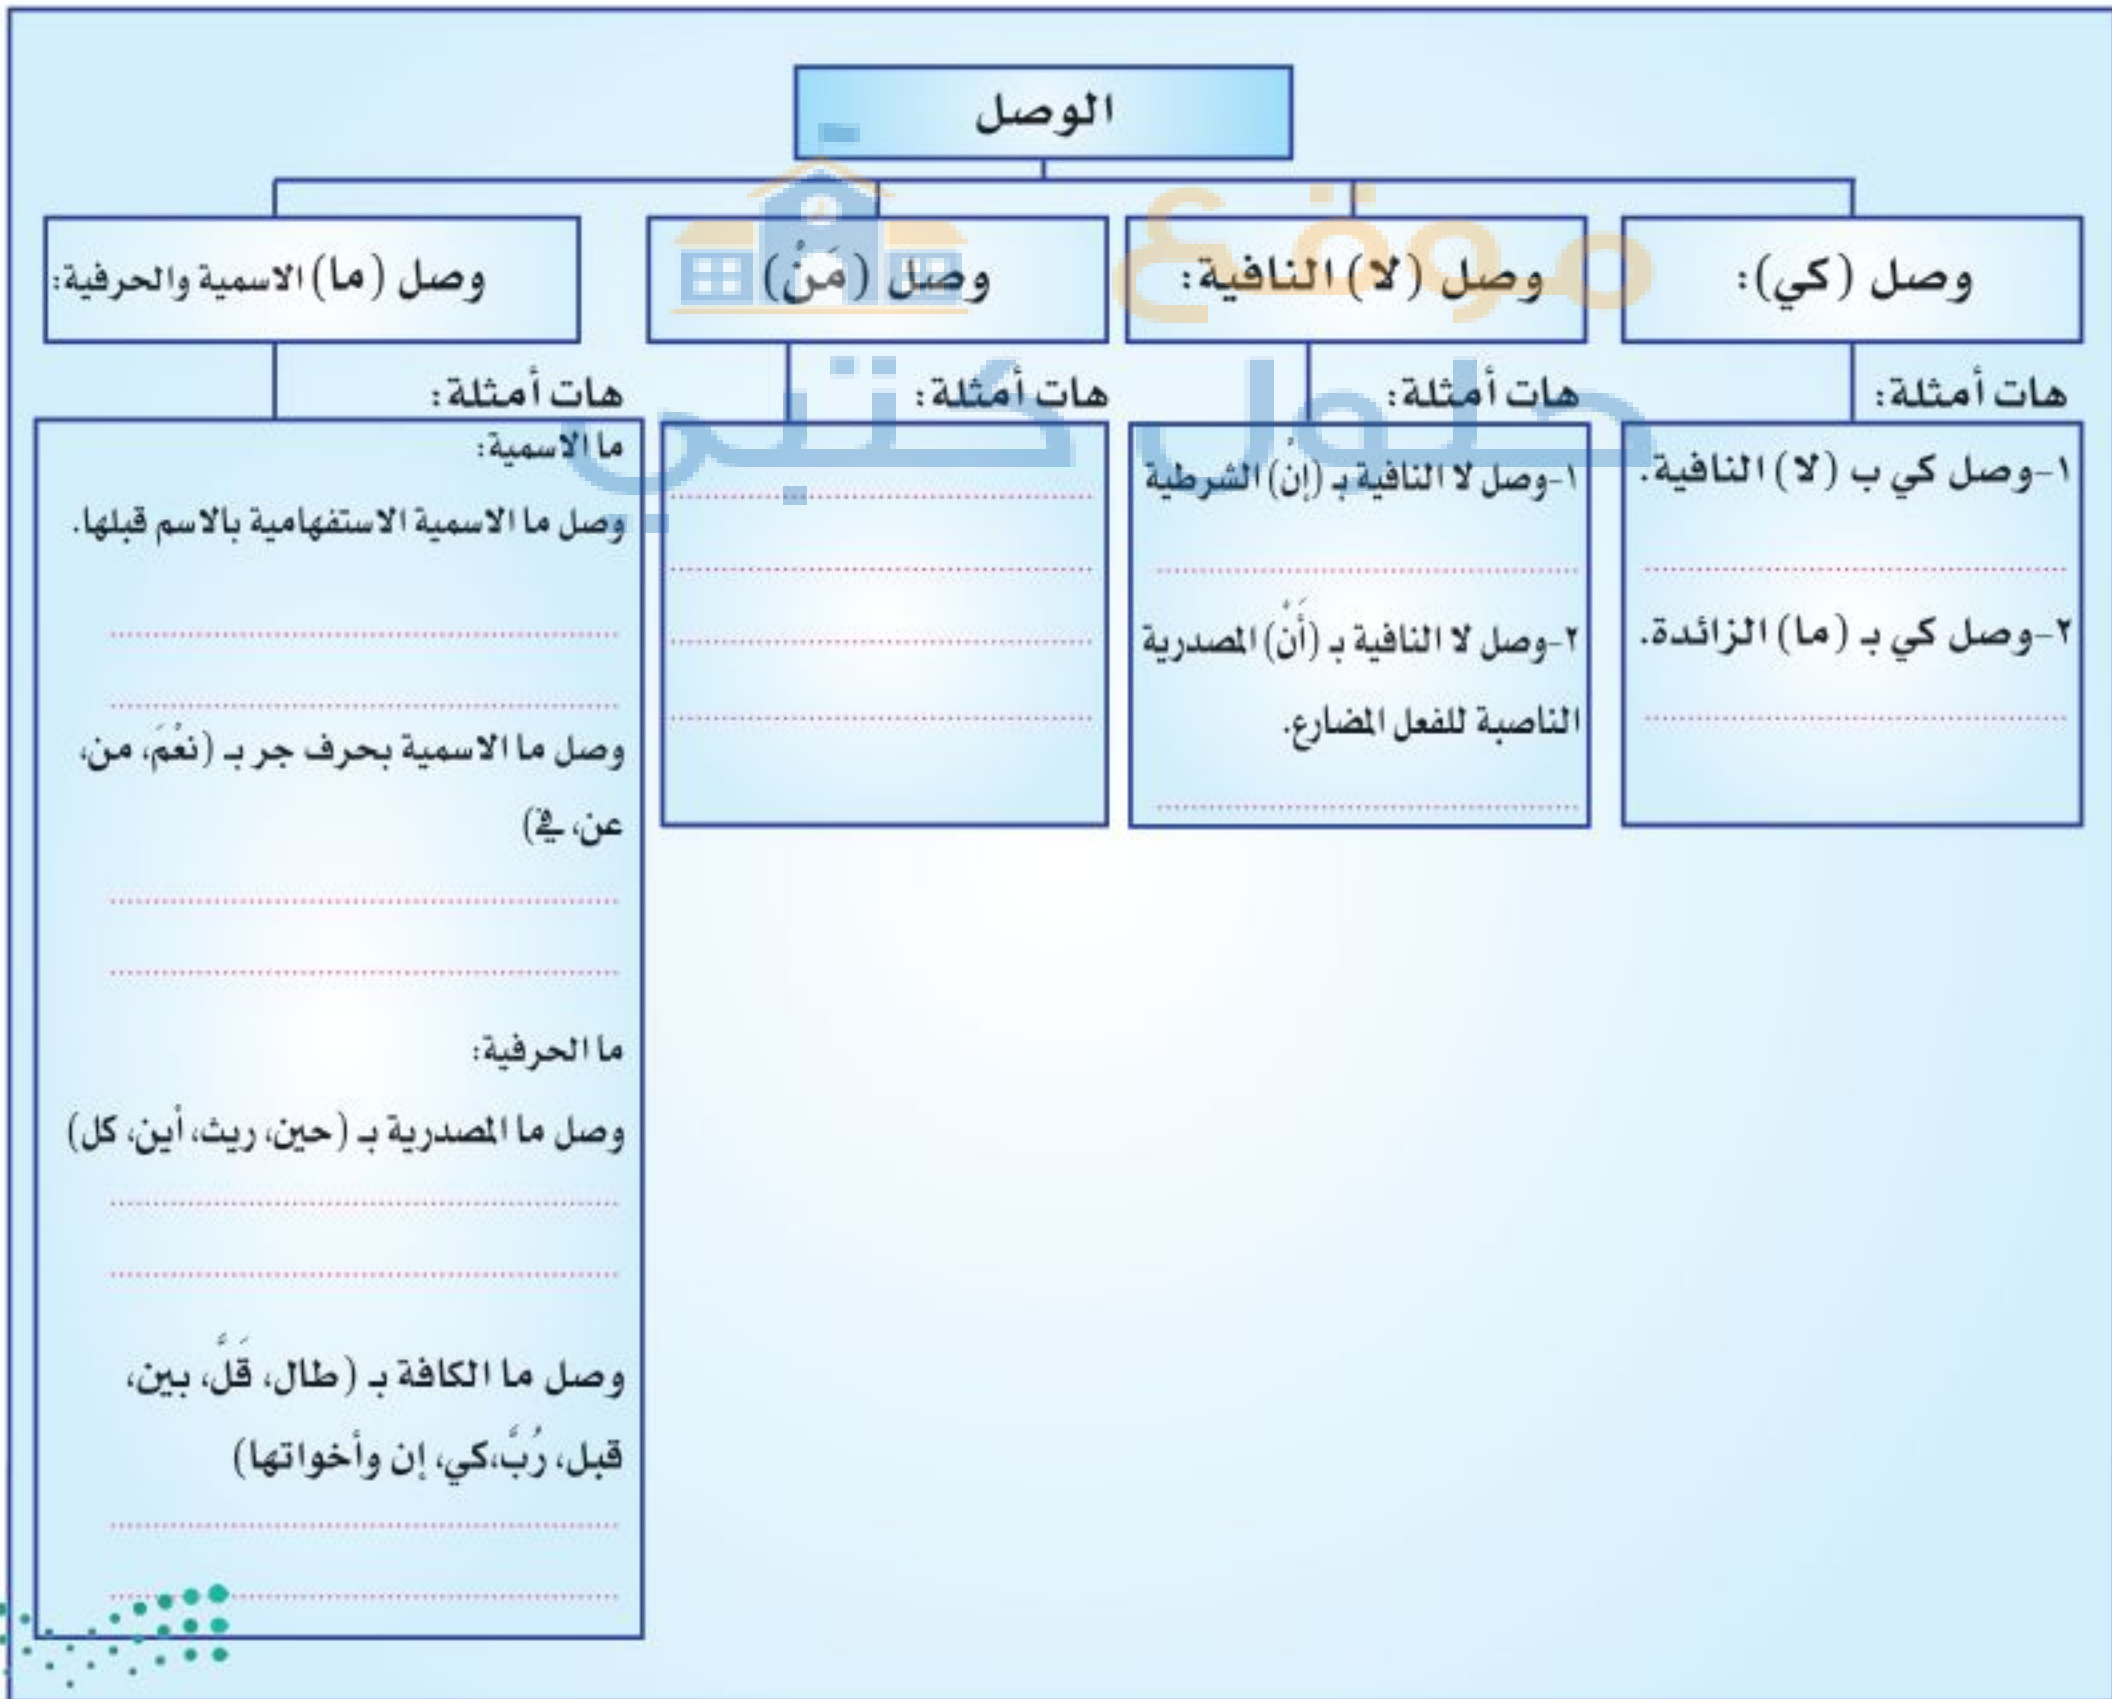 الوصل
وصل (كي):
هات أمثلة:
١-وصل كي ب (لا) النافية.
٢-وصل كي بـ (ما) الزائدة.
وصل (لا) النافية:
هات أمثلة:
١-وصل لا النافية بـ (إنْ) الشرطية
٢-وصل لا النافية بـ (أَنْ) المصدرية
الناصبة للفعل المضارع.
وصل (مَنْ)
هات أمثلة:
وصل (ما) الاسمية والحرفية:
هات أمثلة:
ما الاسمية:
وصل ما الاسمية الاستفهامية بالاسم قبلها.
وصل ما الاسمية بحرف جر بـ (نعْمَ، من،
عن، في)
ما الحرفية:
وصل ما المصدرية بـ (حين، ريث، أين، كل)
وصل ما الكافة بـ (طال، قَلَّ، بين،
قبل، رُبَّ،كي، إن وأخواتها)
موقع
حلول كتبي